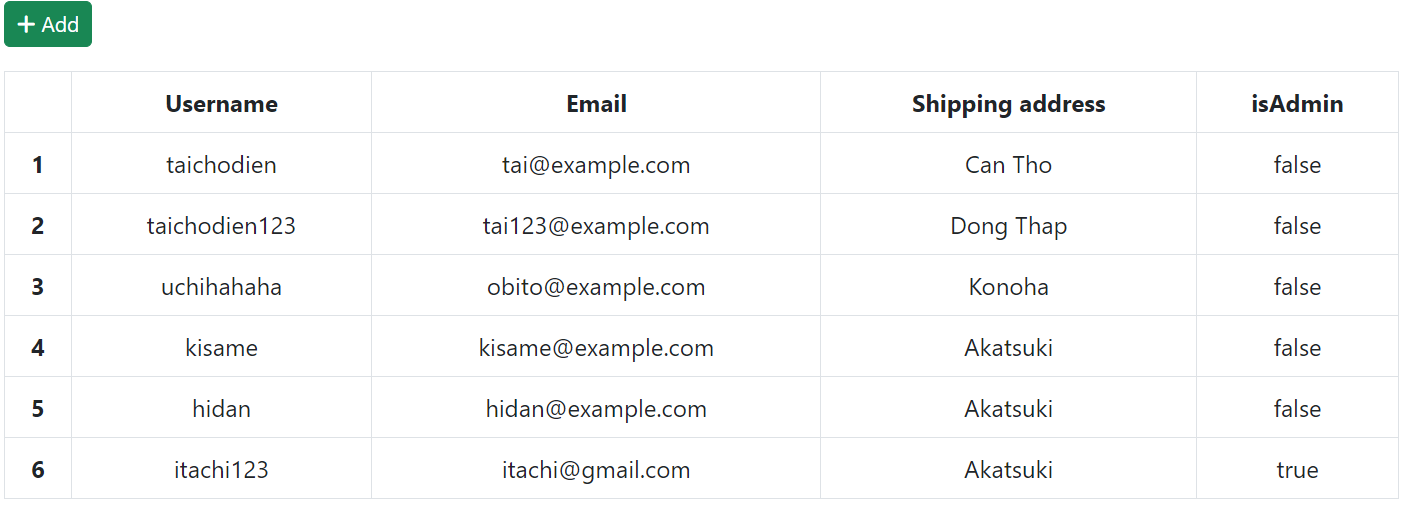 + Add
Username Email Shipping address isAdmin
1 taichodien tai@example.com Can Tho false
2 taichodien123 tai123@example.com Dong Thap false
3 uchihahaha obito@example.com Konoha false
4 kisame kisame@example.com Akatsuki false
5 hidan hidan@example.com Akatsuki false
6 itachi123 itachi@gmail.com Akatsuki true